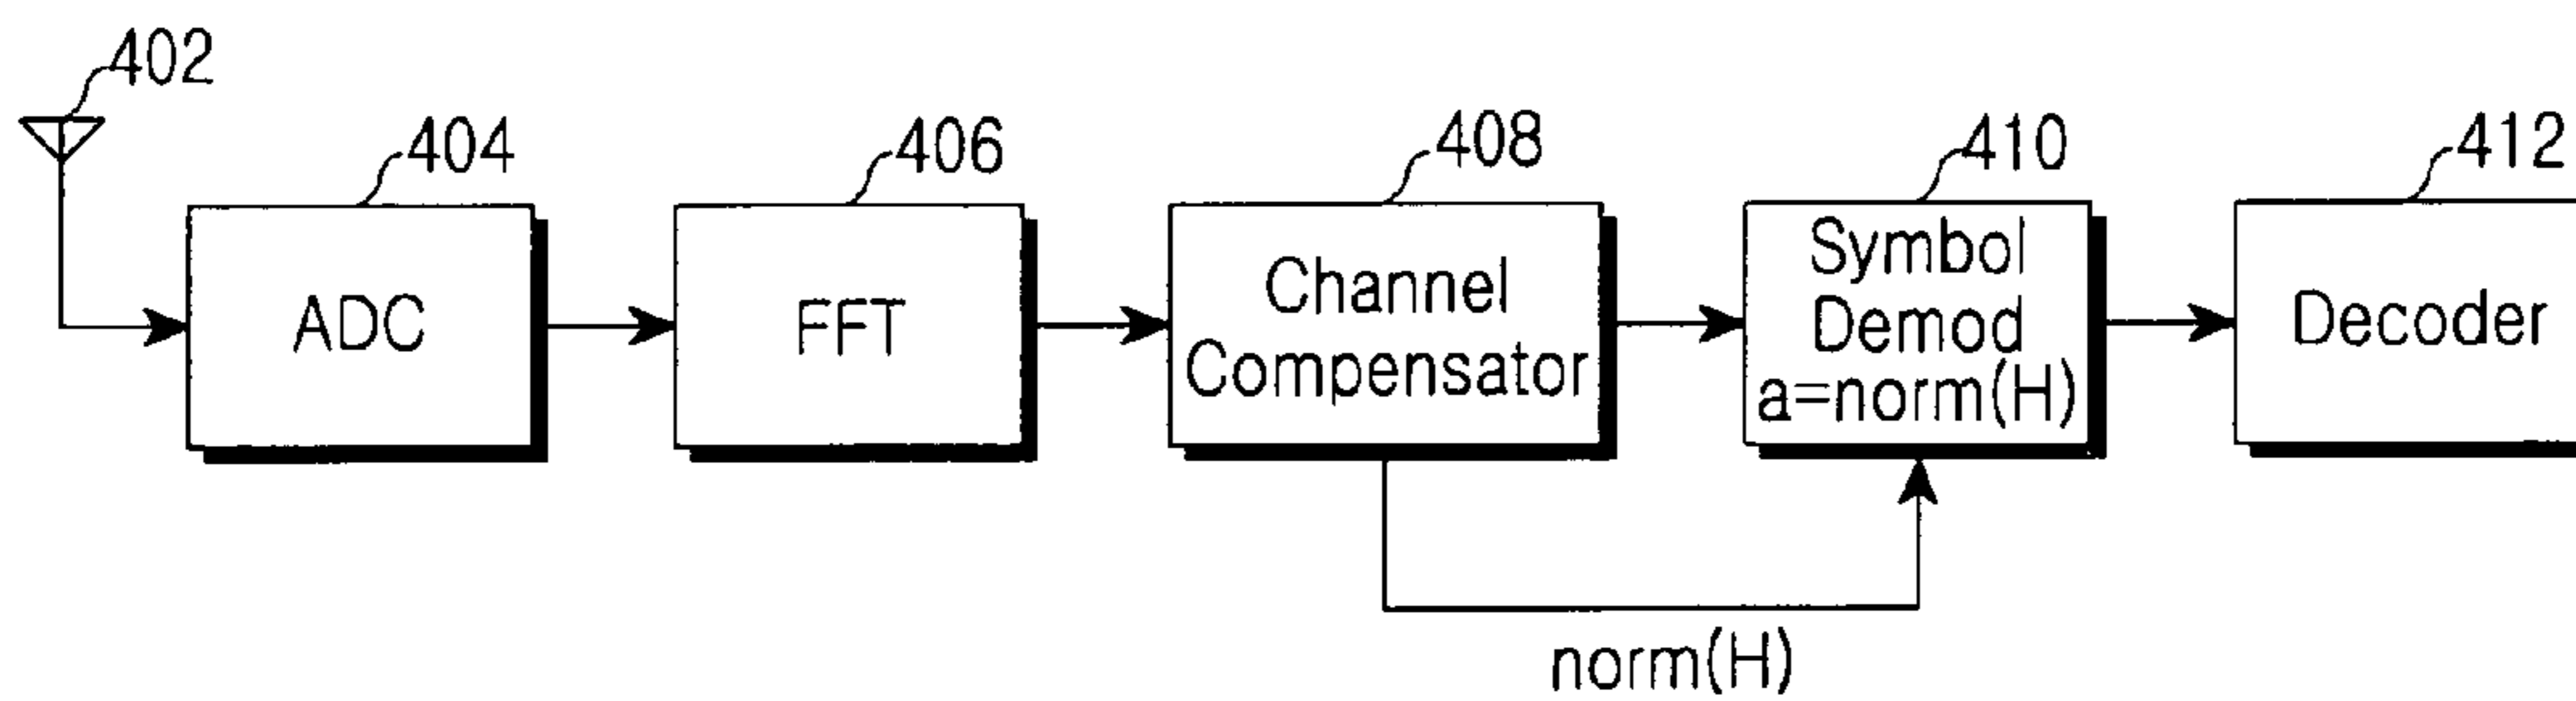 402
404
406
408
410
412
ADC
FFT
Channel
Compensator
Symbol
Demod
a=norm(H)
Decoder
norm(H)